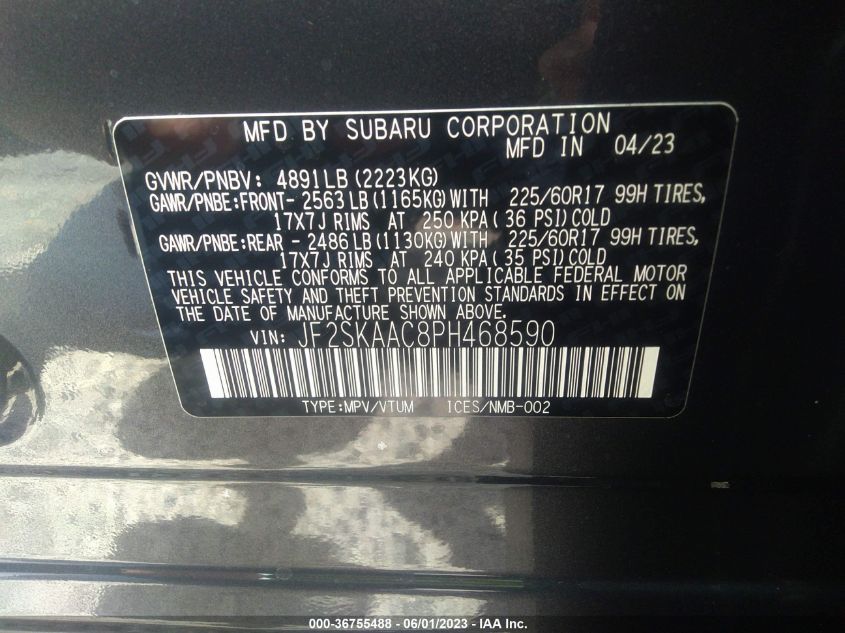 MFD BY SUBARU CORPORATION
MFD IN 04/23
GVWR/PNBV: 4891LB (2223KG)
GAWR/PNBE:FRONT- 2563 LB (1165KG) WITH 225/60R17 99H TIRES,
17X7J RIMS AT 250 KPA ( 36 PSI) COLD
GAWR/PNBE:REAR - 2486 LB (1130KG) WITH 225/60R17 99H TIRES,
17X7J RIMS AT 240 KPA ( 35 PSI) COLD
THIS VEHICLE CONFORMS TO ALL APPLICABLE FEDERAL MOTOR
VEHICLE SAFETY AND THEFT PREVENTION STANDARDS IN EFFECT ON
THE DATE OF MANUFACTURE SHOWN ABOVE.
VIN: JF2SKAAC8PH468590
TYPE:MPV/VTUM ICES/NMB-002
000-36755488 - 06/01/2023 - IAA Inc.